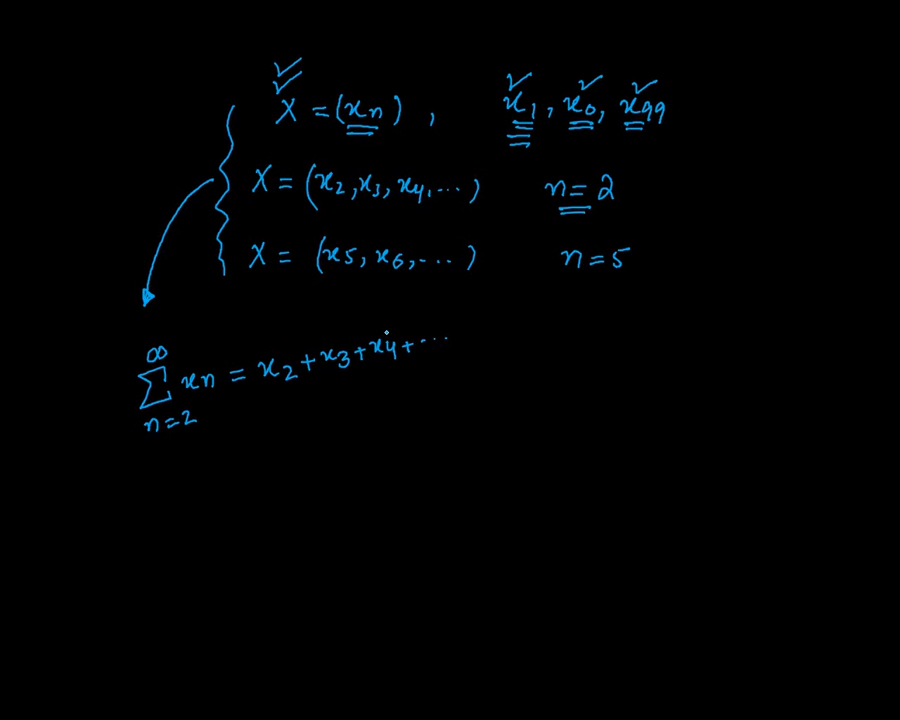 X = (xn), x1, x0, x99
X = (x2, x3, x4, ...) n = 2
X = (x5, x6, ...) n = 5
∞
∑ xn = x2 + x3 + x4 + ...
n = 2